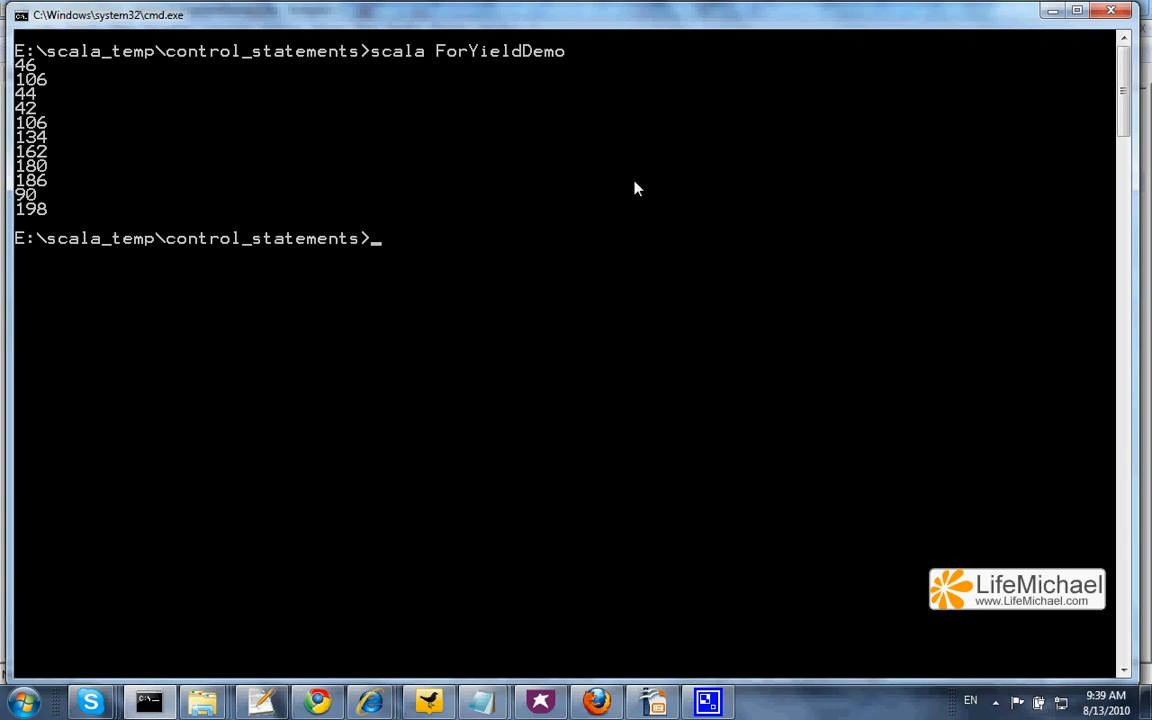 C:\Windows\system32\cmd.exe
E:\scala_temp\control_statements>scala ForYieldDemo
46
106
44
42
106
134
162
180
186
90
198
E:\scala_temp\control_statements>_
LifeMichael
www.LifeMichael.com
EN
9:39 AM
8/13/2010